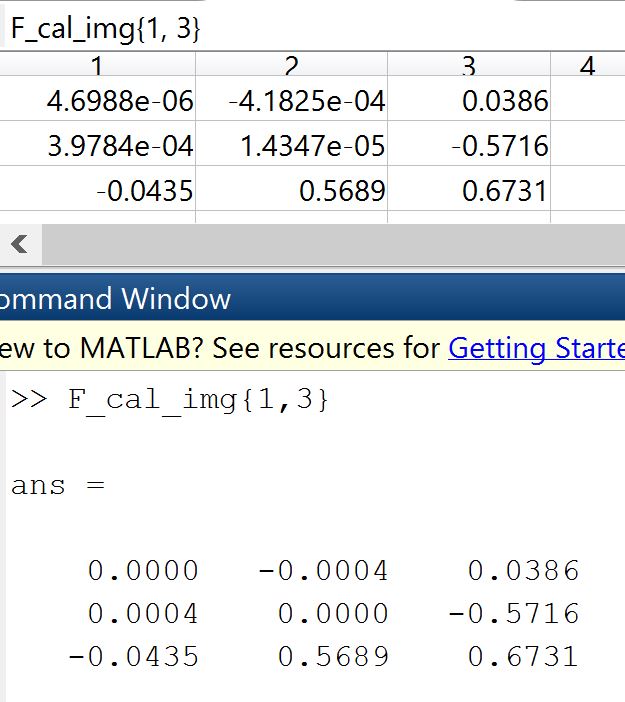 F_cal_img{1, 3}
1 2 3 4
4.6988e-06 -4.1825e-04 0.0386
3.9784e-04 1.4347e-05 -0.5716
-0.0435 0.5689 0.6731
ommand Window
ew to MATLAB? See resources for Getting Starte
>> F_cal_img{1,3}
ans =
0.0000 -0.0004 0.0386
0.0004 0.0000 -0.5716
-0.0435 0.5689 0.6731